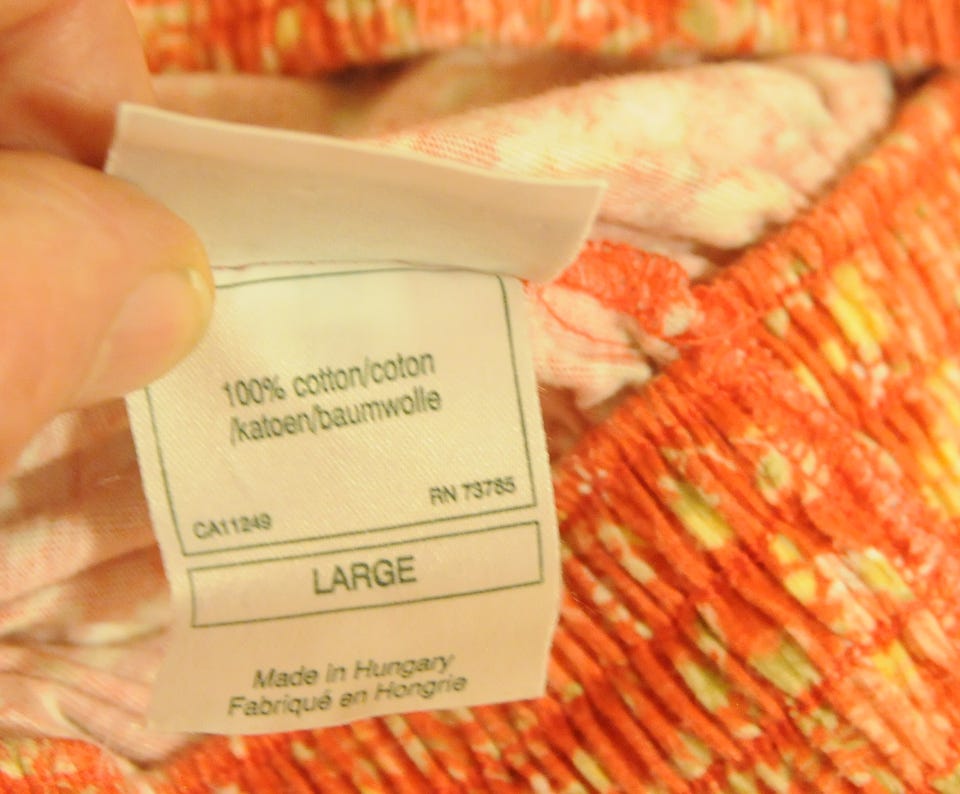 100% cotton/coton
/katoen/baumwolle
RN 73785
CA11249
LARGE
Made in Hungary
Fabriqué en Hongrie